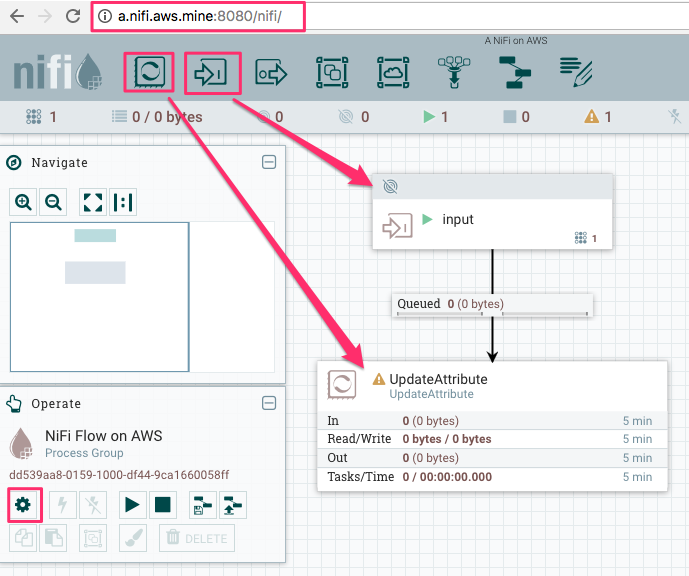 a.nifi.aws.mine:8080/nifi/
A NiFi on AWS
nifi
1
0 / 0 bytes
0
0
1
0
1
Navigate
input
1
Queued 0 (0 bytes)
UpdateAttribute
UpdateAttribute
In 0 (0 bytes) 5 min
Read/Write 0 bytes / 0 bytes 5 min
Out 0 (0 bytes) 5 min
Tasks/Time 0 / 00:00:00.000 5 min
Operate
NiFi Flow on AWS
Process Group
dd539aa8-0159-1000-df44-9ca1660058ff
DELETE